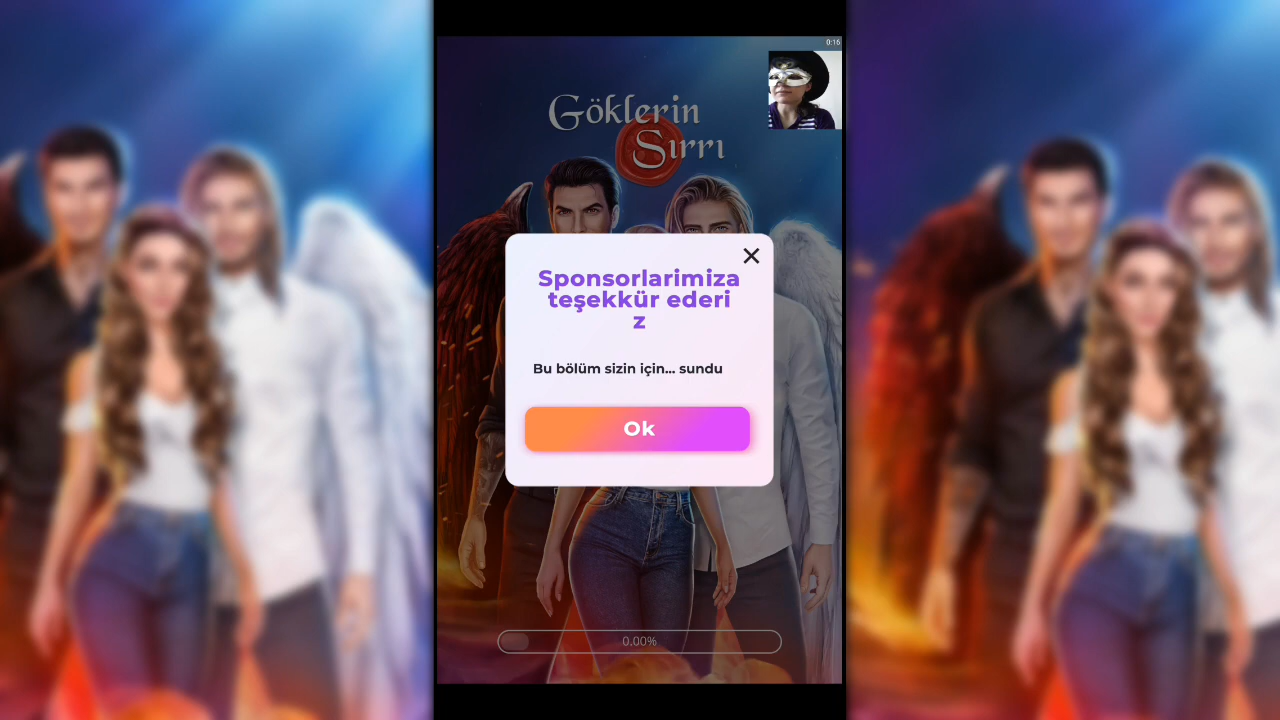 0:16
Göklerin
Sırrı
Sponsorlarimiza
teşekkür ederi
z
Bu bölüm sizin için... sundu
Ok
0.00%